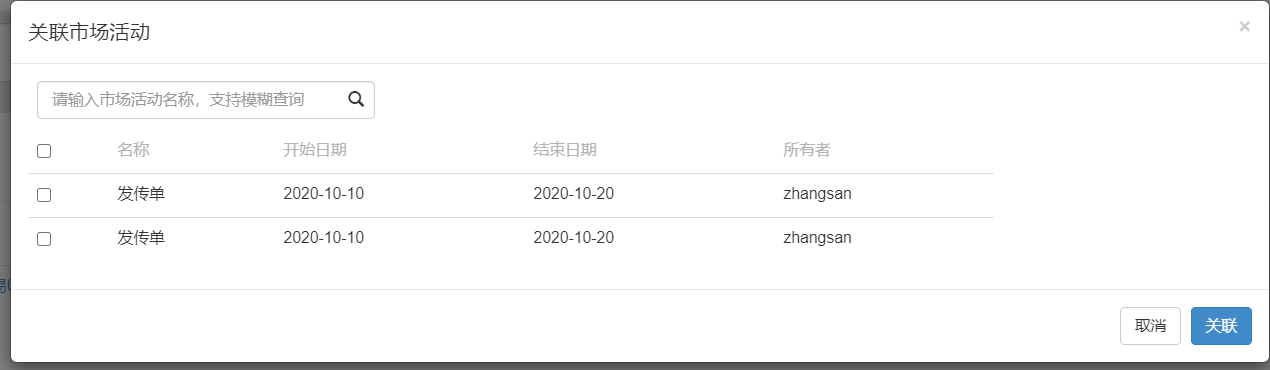 关联市场活动 ×
请输入市场活动名称，支持模糊查询
名称 开始日期 结束日期 所有者
发传单 2020-10-10 2020-10-20 zhangsan
发传单 2020-10-10 2020-10-20 zhangsan
取消 关联